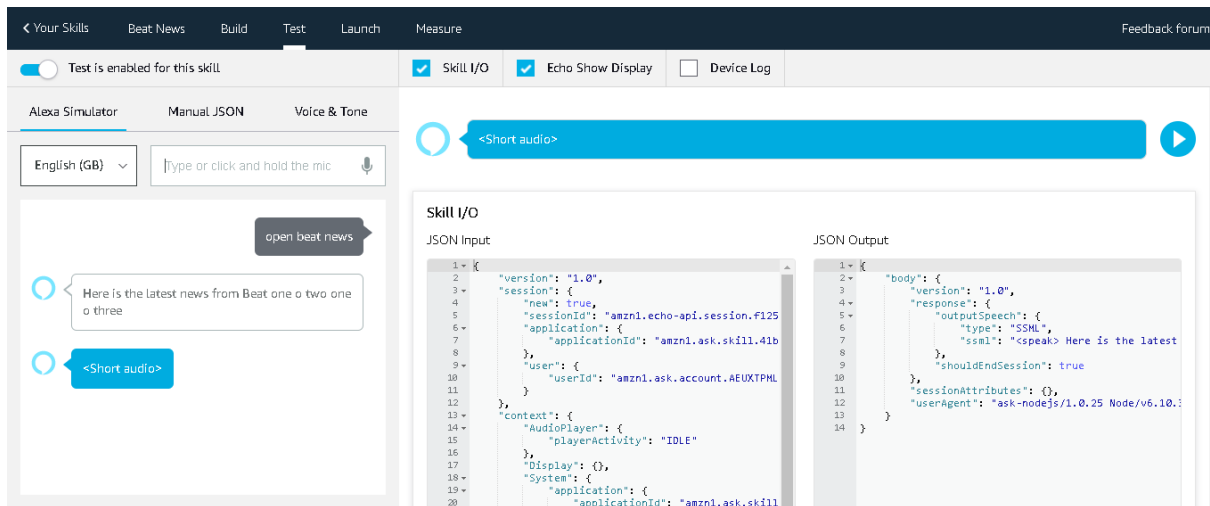 Your Skills Beat News Build Test Launch Measure Feedback forum
Test is enabled for this skill
Skill I/O Echo Show Display Device Log
Alexa Simulator Manual JSON Voice & Tone
English (GB) Type or click and hold the mic
open beat news
Here is the latest news from Beat one o two one
o three
<Short audio>
<Short audio>
Skill I/O
JSON Input
1 {
2 "version": "1.0",
3 "session": {
4 "new": true,
5 "sessionId": "amzn1.echo-api.session.f125
6 "application": {
7 "applicationId": "amzn1.ask.skill.41b
8 },
9 "user": {
10 "userId": "amzn1.ask.account.AEUXTPML
11 }
12 },
13 "context": {
14 "AudioPlayer": {
15 "playerActivity": "IDLE"
16 },
17 "Display": {},
18 "System": {
19 "application": {
20 "applicationId": "amzn1.ask.skill
JSON Output
1 {
2 "body": {
3 "version": "1.0",
4 "response": {
5 "outputSpeech": {
6 "type": "SSML",
7 "ssml": "<speak> Here is the latest
8 },
9 "shouldEndSession": true
10 },
11 "sessionAttributes": {},
12 "userAgent": "ask-nodejs/1.0.25 Node/v6.10.3
13 }
14 }